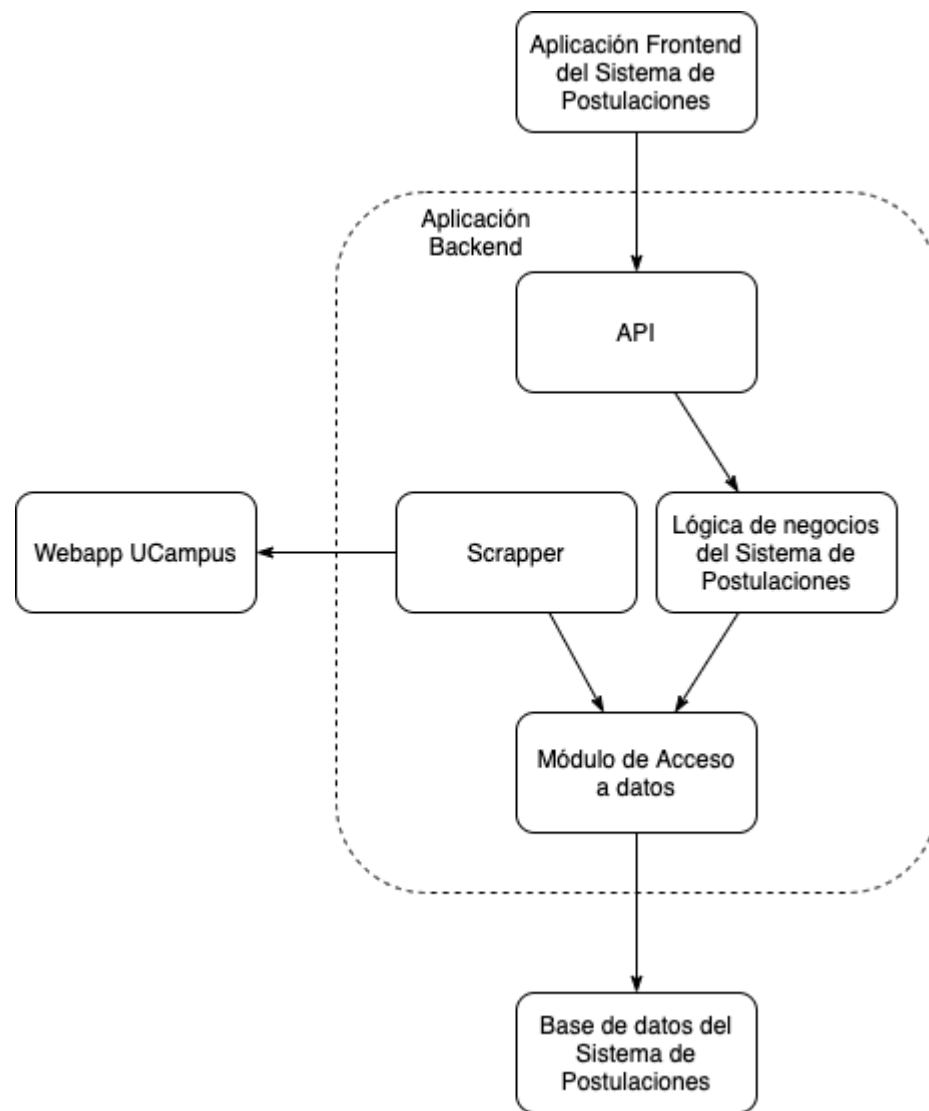 Aplicación Frontend
del Sistema de
Postulaciones
Aplicación
Backend
API
Webapp UCampus
Scrapper
Lógica de negocios
del Sistema de
Postulaciones
Módulo de Acceso
a datos
Base de datos del
Sistema de
Postulaciones